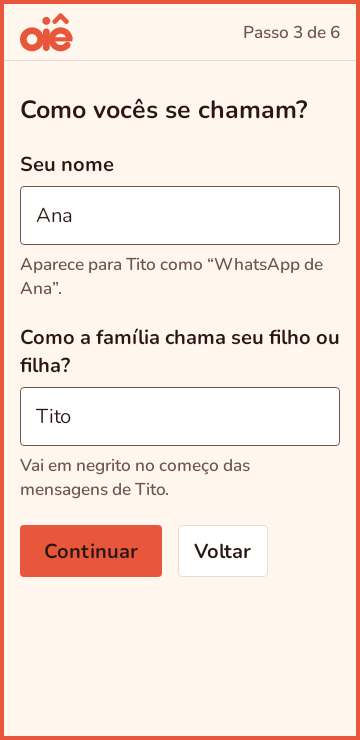 oiê
Passo 3 de 6
Como vocês se chamam?
Seu nome
Ana
Aparece para Tito como “WhatsApp de
Ana”.
Como a família chama seu filho ou
filha?
Tito
Vai em negrito no começo das
mensagens de Tito.
Continuar
Voltar